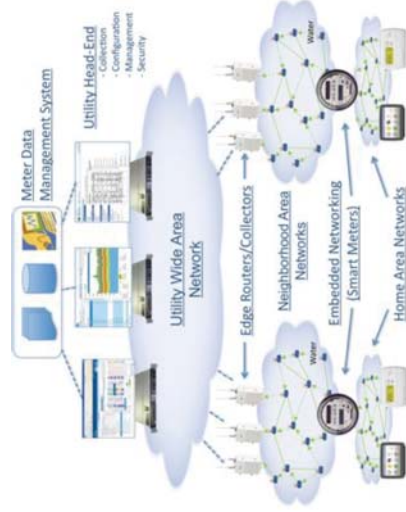 Meter Data
Management System
Utility Head-End
- Collection
- Configuration
- Management
- Security
Utility Wide Area
Network
Edge Routers/Collectors
Neighborhood Area
Networks
Water
Water
Embedded Networking
(Smart Meters)
Home Area Networks